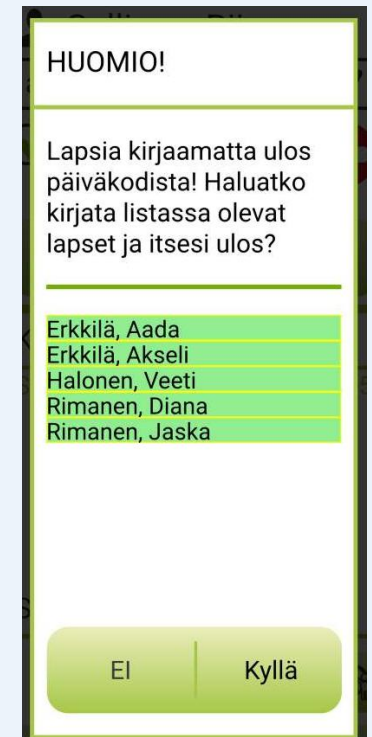 HUOMIO!
Lapsia kirjaamatta ulos
päiväkodista! Haluatko
kirjata listassa olevat
lapset ja itsesi ulos?
Erkkilä, Aada
Erkkilä, Akseli
Halonen, Veeti
Rimanen, Diana
Rimanen, Jaska
EI
Kyllä